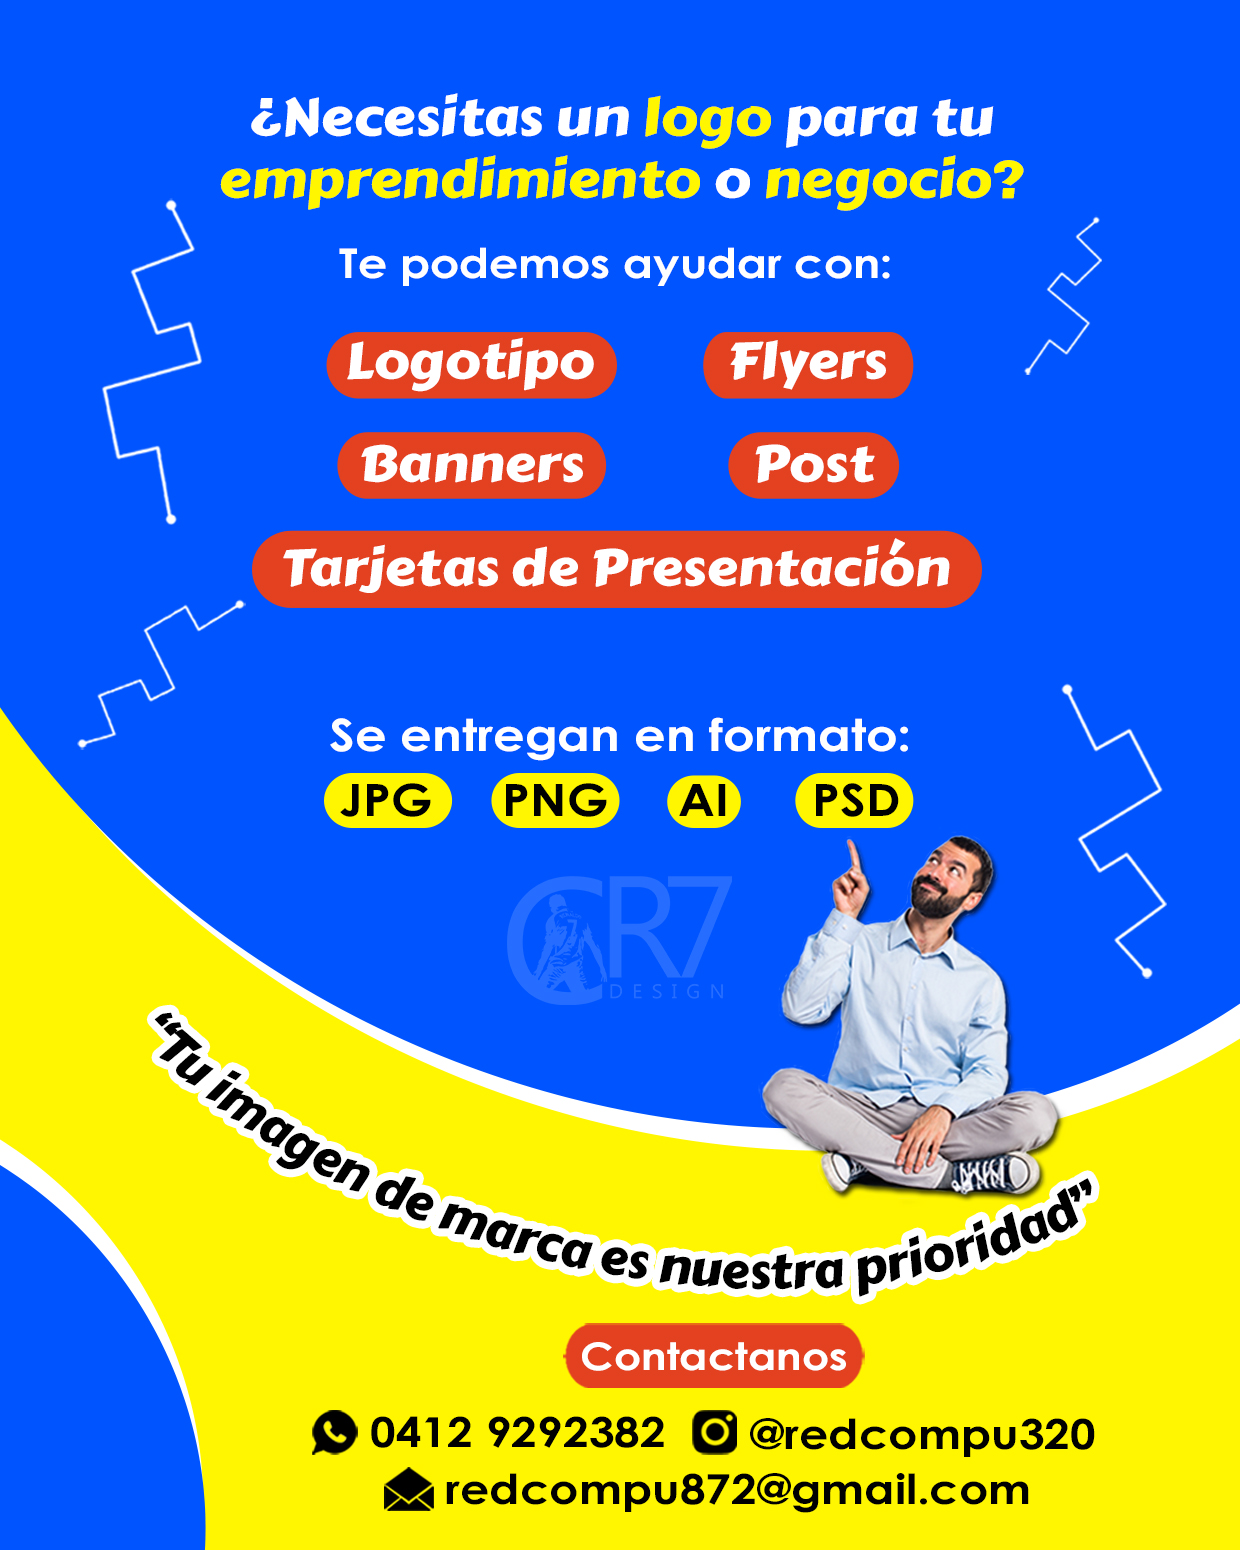 ¿Necesitas un logo para tu
emprendimiento o negocio?
Te podemos ayudar con:
Logotipo Flyers
Banners Post
Tarjetas de Presentación
Se entregan en formato:
JPG PNG AI PSD
CR7
DESIGN
“Tu imagen de marca es nuestra prioridad”
Contactanos
0412 9292382 @redcompu320
redcompu872@gmail.com